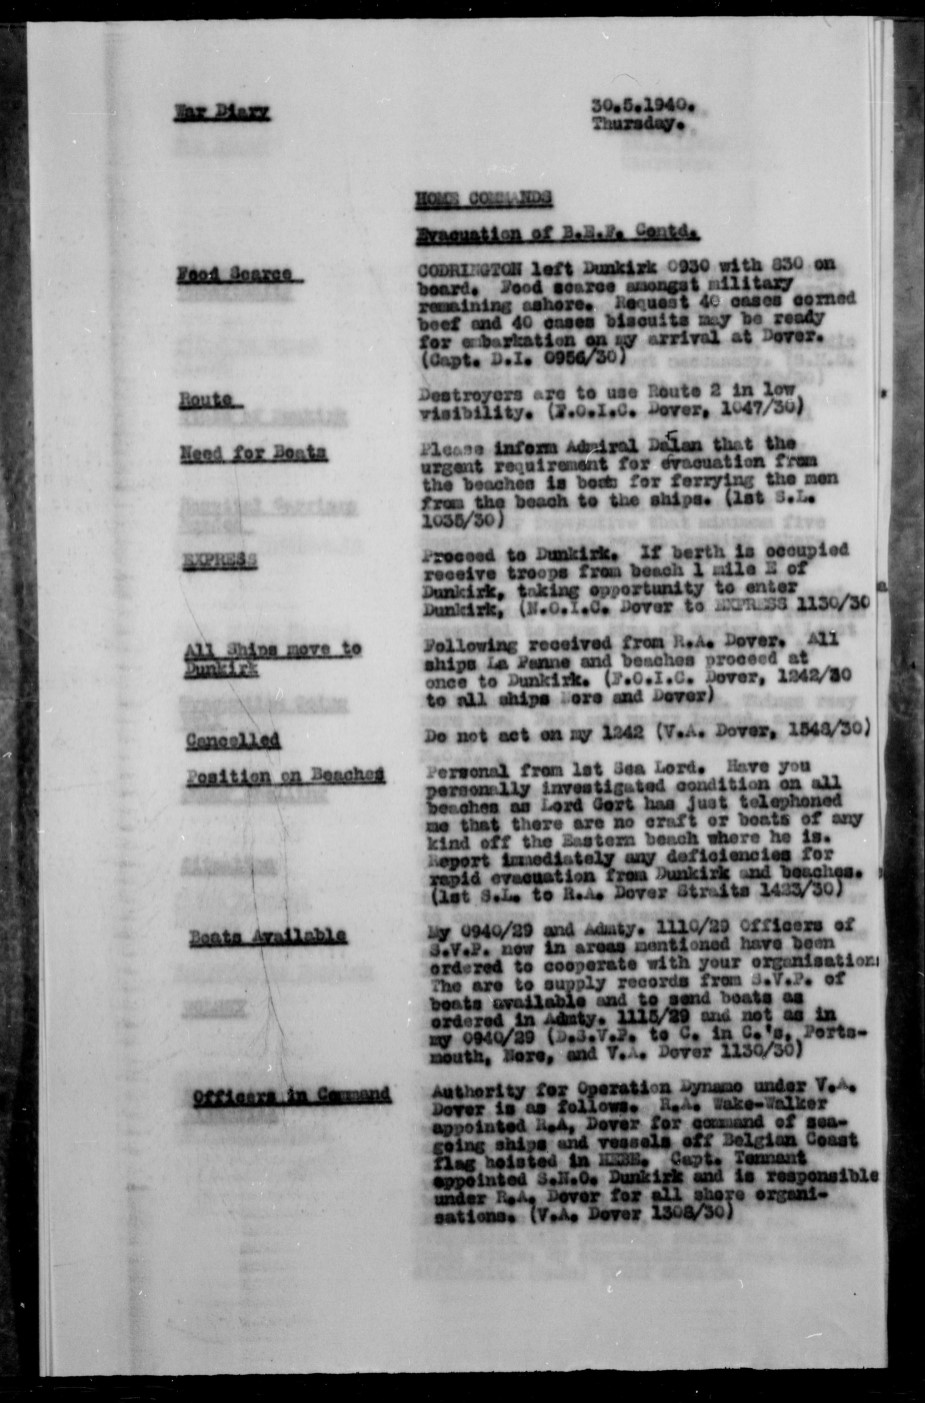 War Diary
30.5.1940.
Thursday.
HOME COMMANDS
Evacuation of B.E.F. Contd.
Food Scarce
CODRINGTON left Dunkirk 0930 with 830 on
board. Food scarce amongst military
remaining ashore. Request 40 cases corned
beef and 40 cases biscuits may be ready
for embarkation on my arrival at Dover.
(Capt. D.I. 0956/30)
Route
Destroyers are to use Route 2 in low
visibility. (F.O.I.C. Dover, 1047/30)
Need for Boats
Please inform Admiral Dalan that the
urgent requirement for evacuation from
the beaches is boats for ferrying the men
from the beach to the ships. (1st S.L.
1035/30)
EXPRESS
Proceed to Dunkirk. If berth is occupied
receive troops from beach 1 mile E of
Dunkirk, taking opportunity to enter
Dunkirk, (N.O.I.C. Dover to EXPRESS 1130/30
All Ships move to
Dunkirk
Following received from R.A. Dover. All
ships La Panne and beaches proceed at
once to Dunkirk. (F.O.I.C. Dover, 1242/30
to all ships Nore and Dover)
Cancelled
Do not act on my 1242 (V.A. Dover, 1548/30)
Position on Beaches
Personal from 1st Sea Lord. Have you
personally investigated condition on all
beaches as Lord Gort has just telephoned
me that there are no craft or boats of any
kind off the Eastern beach where he is.
Report immediately any deficiencies for
rapid evacuation from Dunkirk and beaches.
(1st S.L. to R.A. Dover Straits 1423/30)
Boats Available
My 0940/29 and Admty. 1110/29 Officers of
S.V.P. now in areas mentioned have been
ordered to cooperate with your organisation
The are to supply records from S.V.P. of
boats available and to send boats as
ordered in Admty. 1115/29 and not as in
my 0940/29 (D.S.V.P. to C. in C.'s, Ports-
mouth, Nore, and V.A. Dover 1130/30)
Officers in Command
Authority for Operation Dynamo under V.A.
Dover is as follows. R.A. Wake-Walker
appointed R.A, Dover for command of sea-
going ships and vessels off Belgian Coast
flag hoisted in HEBE. Capt. Tennant
appointed S.N.O. Dunkirk and is responsible
under R.A. Dover for all shore organi-
sations. (V.A. Dover 1308/30)